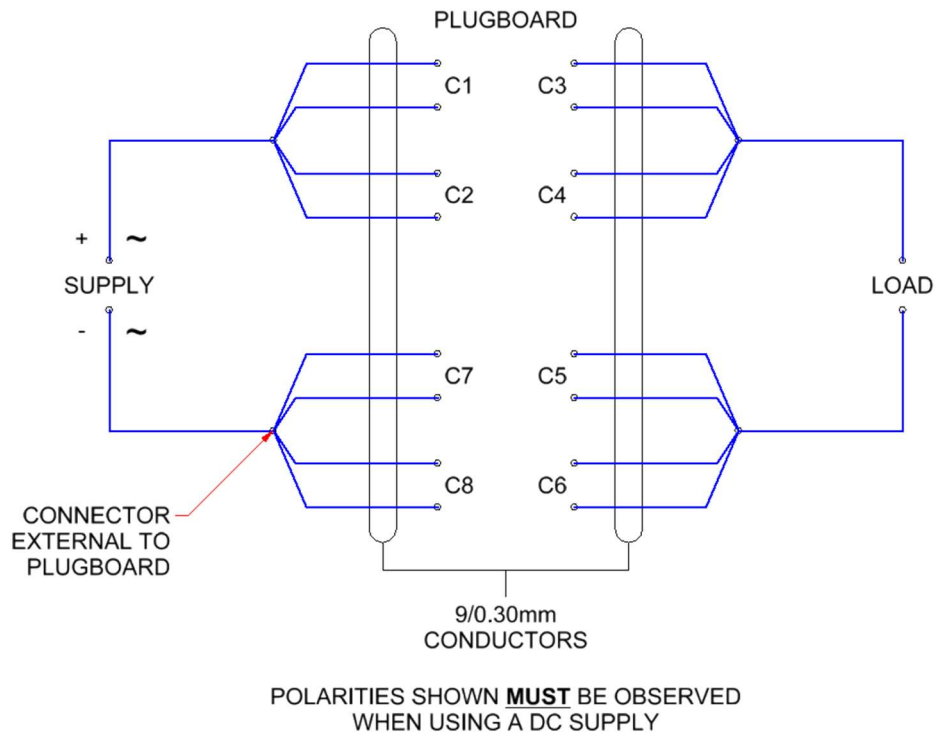 PLUGBOARD
C1
C3
C2
C4
+ ~
SUPPLY
- ~
LOAD
C7
C5
C8
C6
CONNECTOR
EXTERNAL TO
PLUGBOARD
9/0.30mm
CONDUCTORS
POLARITIES SHOWN MUST BE OBSERVED
WHEN USING A DC SUPPLY